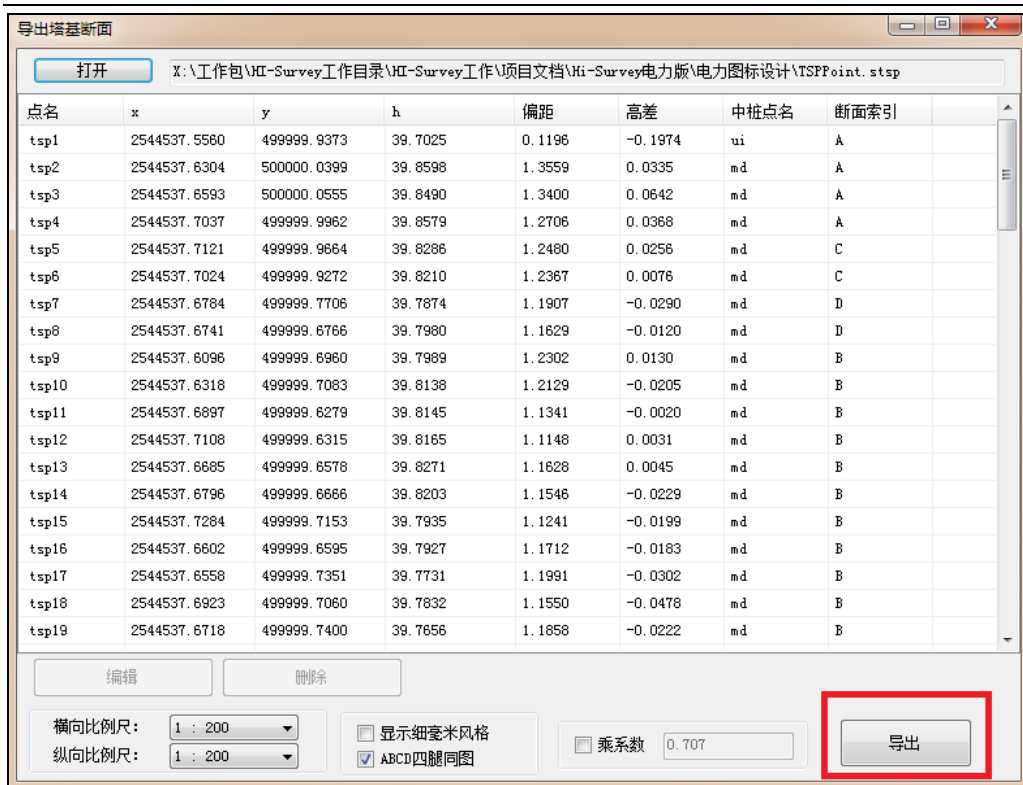 导出塔基断面
打开 X:\工作包\HI-Survey工作目录\HI-Survey工作\项目文档\Hi-Survey电力版\电力图标设计\TSPPoint.stsp
点名 x y h 偏距 高差 中桩点名 断面索引
tsp1 2544537.5560 499999.9373 39.7025 0.1196 -0.1974 ui A
tsp2 2544537.6304 500000.0399 39.8598 1.3559 0.0335 md A
tsp3 2544537.6593 500000.0555 39.8490 1.3400 0.0642 md A
tsp4 2544537.7037 499999.9962 39.8579 1.2706 0.0368 md A
tsp5 2544537.7121 499999.9664 39.8286 1.2480 0.0256 md C
tsp6 2544537.7024 499999.9272 39.8210 1.2367 0.0076 md C
tsp7 2544537.6784 499999.7706 39.7874 1.1907 -0.0290 md D
tsp8 2544537.6741 499999.6766 39.7980 1.1629 -0.0120 md D
tsp9 2544537.6096 499999.6960 39.7989 1.2302 0.0130 md B
tsp10 2544537.6318 499999.7083 39.8138 1.2129 -0.0205 md B
tsp11 2544537.6897 499999.6279 39.8145 1.1341 -0.0020 md B
tsp12 2544537.7108 499999.6315 39.8165 1.1148 0.0031 md B
tsp13 2544537.6685 499999.6578 39.8271 1.1628 0.0045 md B
tsp14 2544537.6796 499999.6666 39.8203 1.1546 -0.0229 md B
tsp15 2544537.7284 499999.7153 39.7935 1.1241 -0.0199 md B
tsp16 2544537.6602 499999.6595 39.7927 1.1712 -0.0183 md B
tsp17 2544537.6558 499999.7351 39.7731 1.1991 -0.0302 md B
tsp18 2544537.6923 499999.7060 39.7832 1.1550 -0.0478 md B
tsp19 2544537.6718 499999.7400 39.7656 1.1858 -0.0222 md B
编辑 删除
横向比例尺: 1 : 200 显示细毫米风格 乘系数 0.707 导出
纵向比例尺: 1 : 200 ABCD四腿同图